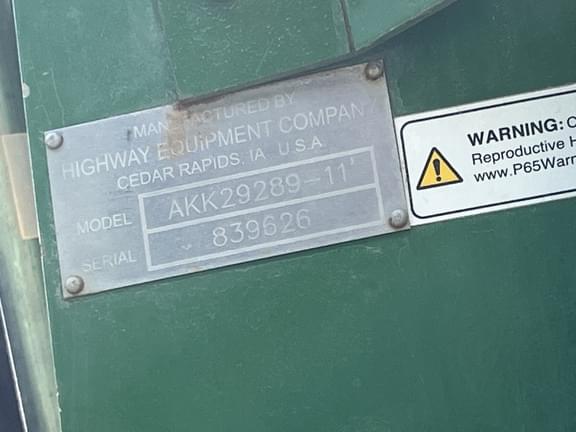 MANUFACTURED BY
HIGHWAY EQUIPMENT COMPANY
CEDAR RAPIDS, IA U.S.A.
MODEL AKK29289-11'
SERIAL 839626
WARNING: C
Reproductive H
www.P65Warn